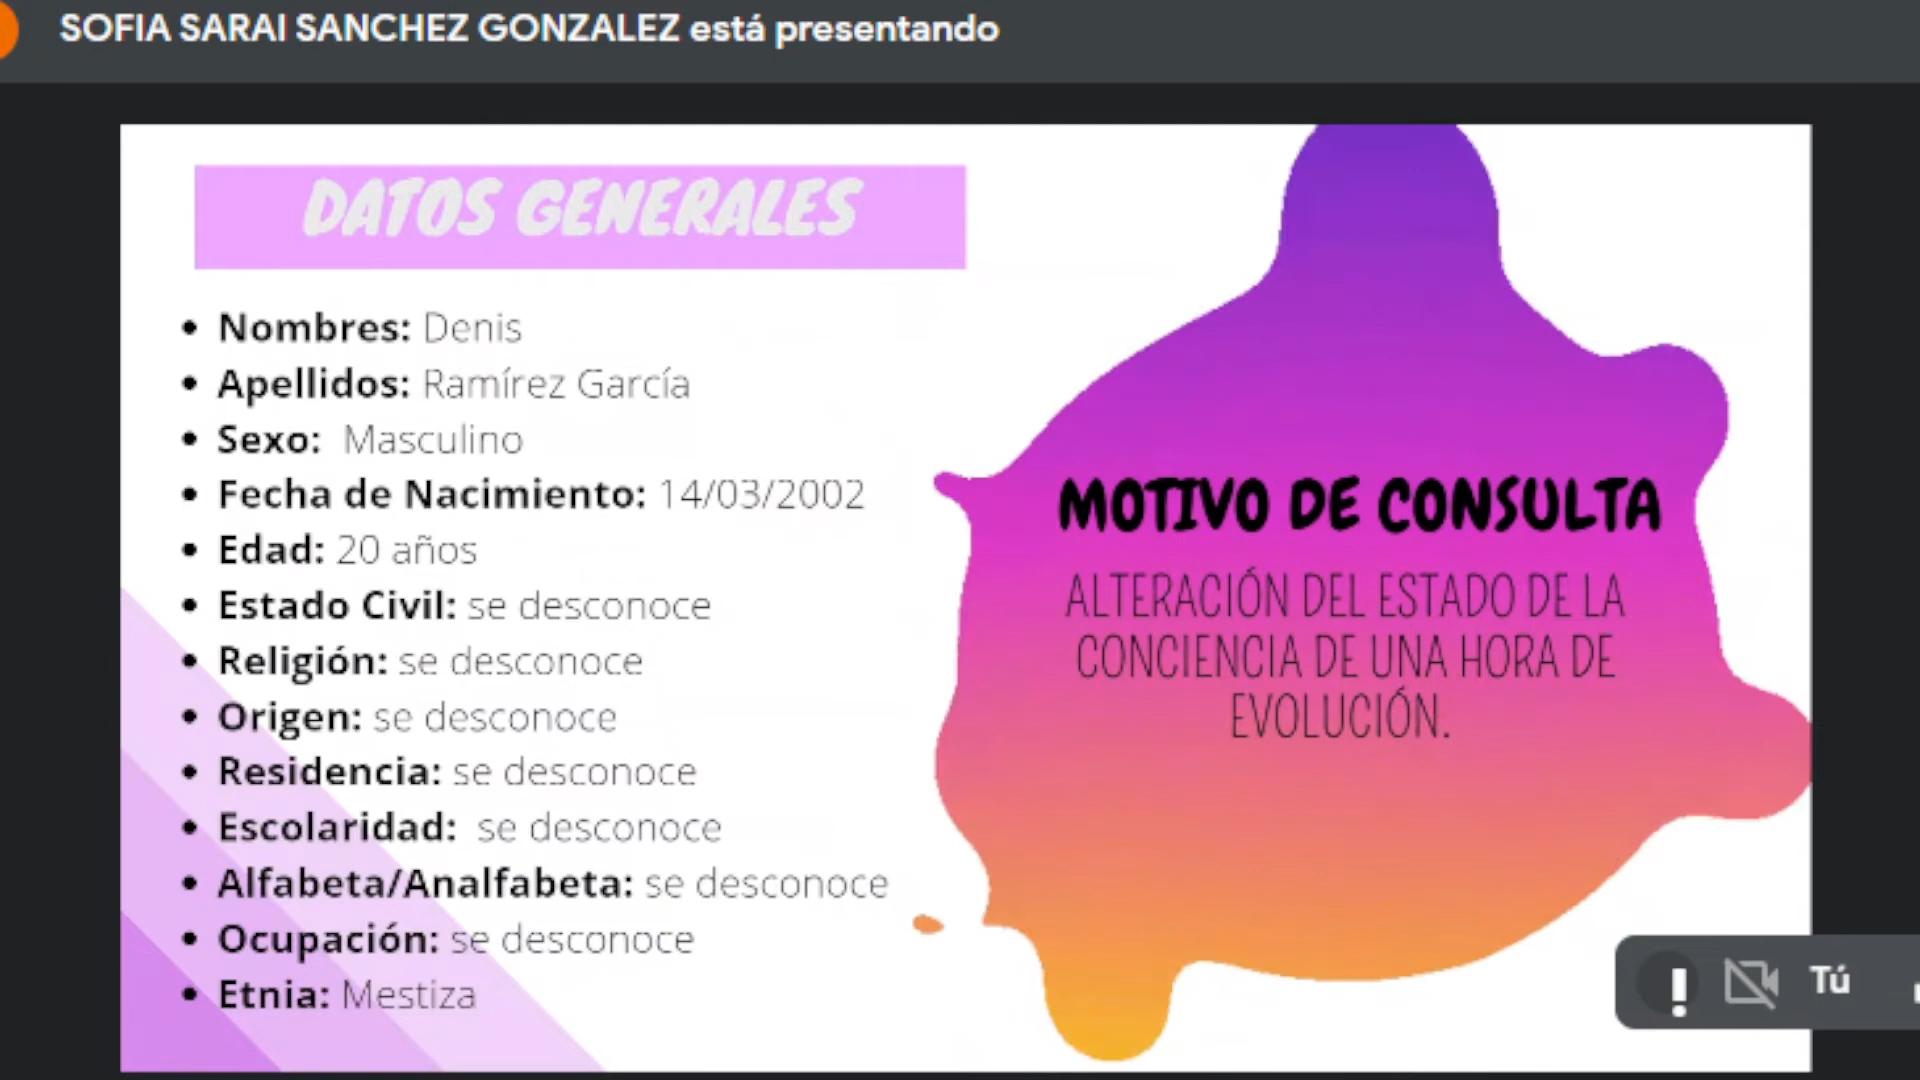 SOFIA SARAI SANCHEZ GONZALEZ está presentando
DATOS GENERALES
Nombres: Denis
Apellidos: Ramírez García
Sexo: Masculino
Fecha de Nacimiento: 14/03/2002
Edad: 20 años
Estado Civil: se desconoce
Religión: se desconoce
Origen: se desconoce
Residencia: se desconoce
Escolaridad: se desconoce
Alfabeta/Analfabeta: se desconoce
Ocupación: se desconoce
Etnia: Mestiza
MOTIVO DE CONSULTA
ALTERACIÓN DEL ESTADO DE LA
CONCIENCIA DE UNA HORA DE
EVOLUCIÓN.
Tú